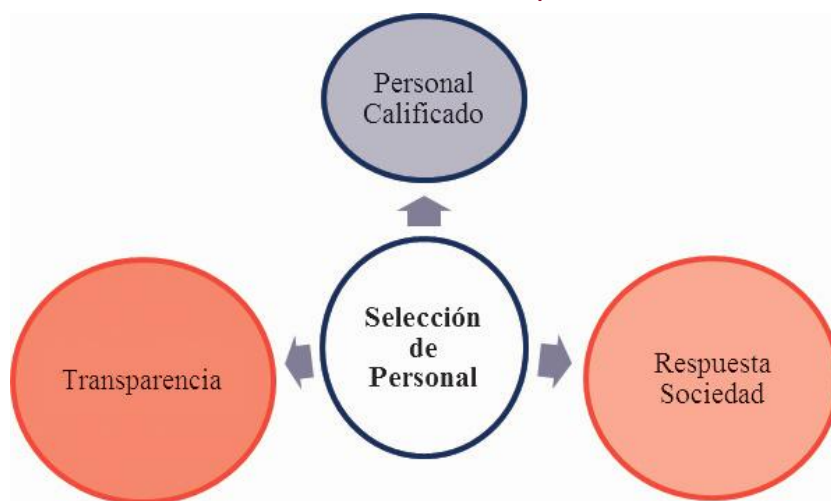 Personal
Calificado
Selección
de
Personal
Transparencia
Respuesta
Sociedad